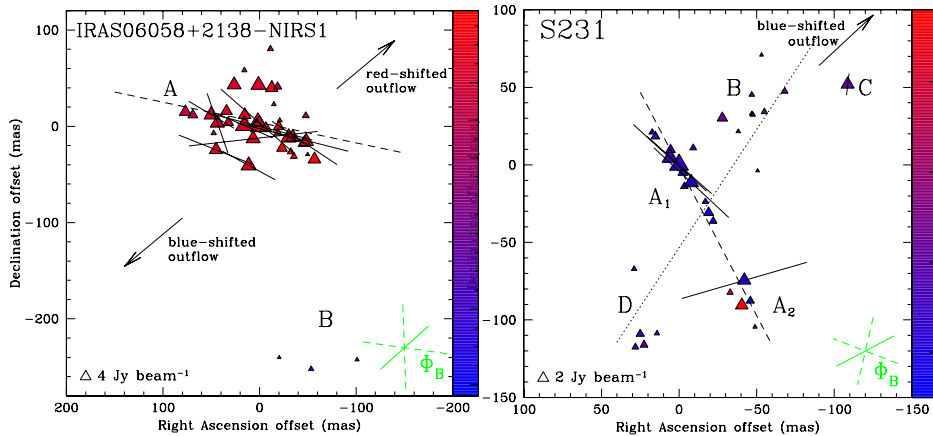 IRAS06058+2138-NIRS1
A
red-shifted
outflow
blue-shifted
outflow
B
Φ_B
△ 4 Jy beam⁻¹
100
0
-100
-200
200
100
0
-100
-200
Declination offset (mas)
Right Ascension offset (mas)
S231
blue-shifted
outflow
B
C
A₁
D
A₂
Φ_B
△ 2 Jy beam⁻¹
100
50
0
-50
-100
-150
100
50
0
-50
-100
-150
Right Ascension offset (mas)